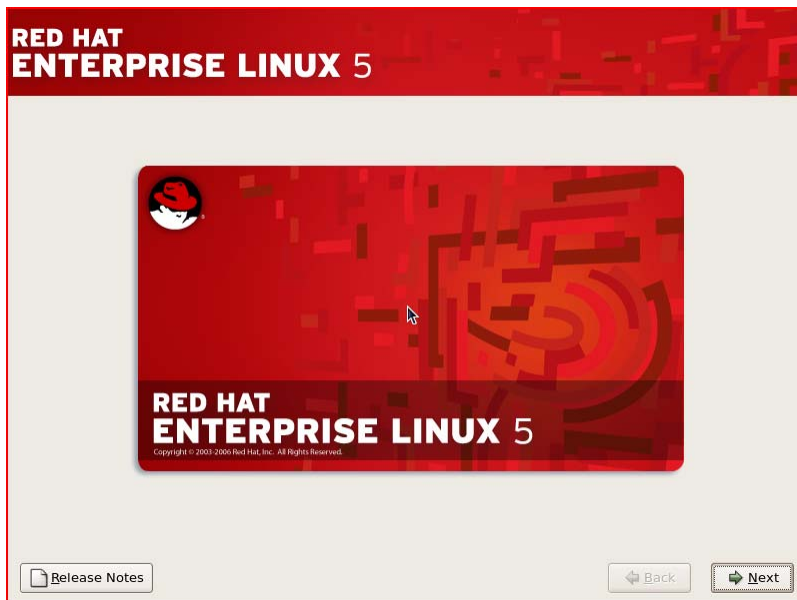 RED HAT
ENTERPRISE LINUX 5
RED HAT
ENTERPRISE LINUX 5
Copyright © 2003-2006 Red Hat, Inc. All Rights Reserved.
Release Notes
Back
Next